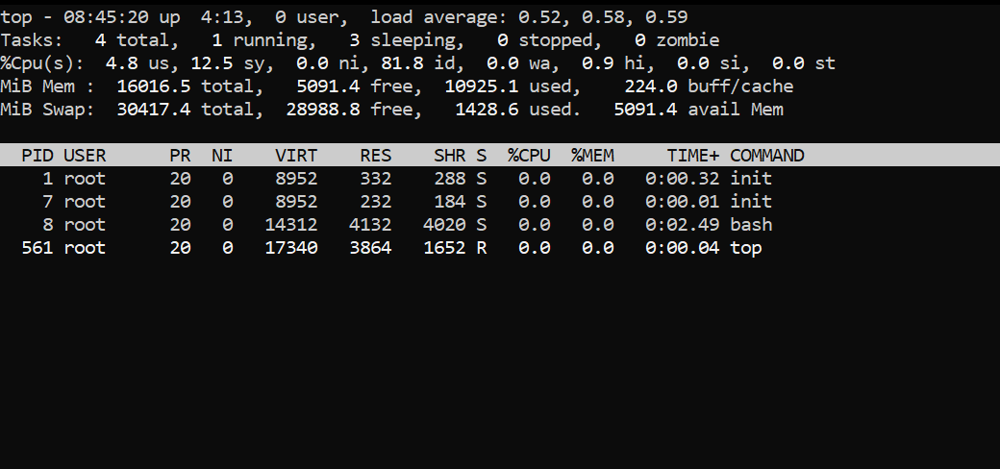 top - 08:45:20 up  4:13,  0 user,  load average: 0.52, 0.58, 0.59
Tasks:   4 total,   1 running,   3 sleeping,   0 stopped,   0 zombie
%Cpu(s):  4.8 us, 12.5 sy,  0.0 ni, 81.8 id,  0.0 wa,  0.9 hi,  0.0 si,  0.0 st
MiB Mem :  16016.5 total,   5091.4 free,  10925.1 used,    224.0 buff/cache
MiB Swap:  30417.4 total,  28988.8 free,   1428.6 used.   5091.4 avail Mem
  PID USER      PR  NI    VIRT    RES    SHR S  %CPU  %MEM     TIME+ COMMAND
    1 root      20   0    8952    332    288 S   0.0   0.0   0:00.32 init
    7 root      20   0    8952    232    184 S   0.0   0.0   0:00.01 init
    8 root      20   0   14312   4132   4020 S   0.0   0.0   0:02.49 bash
  561 root      20   0   17340   3864   1652 R   0.0   0.0   0:00.04 top